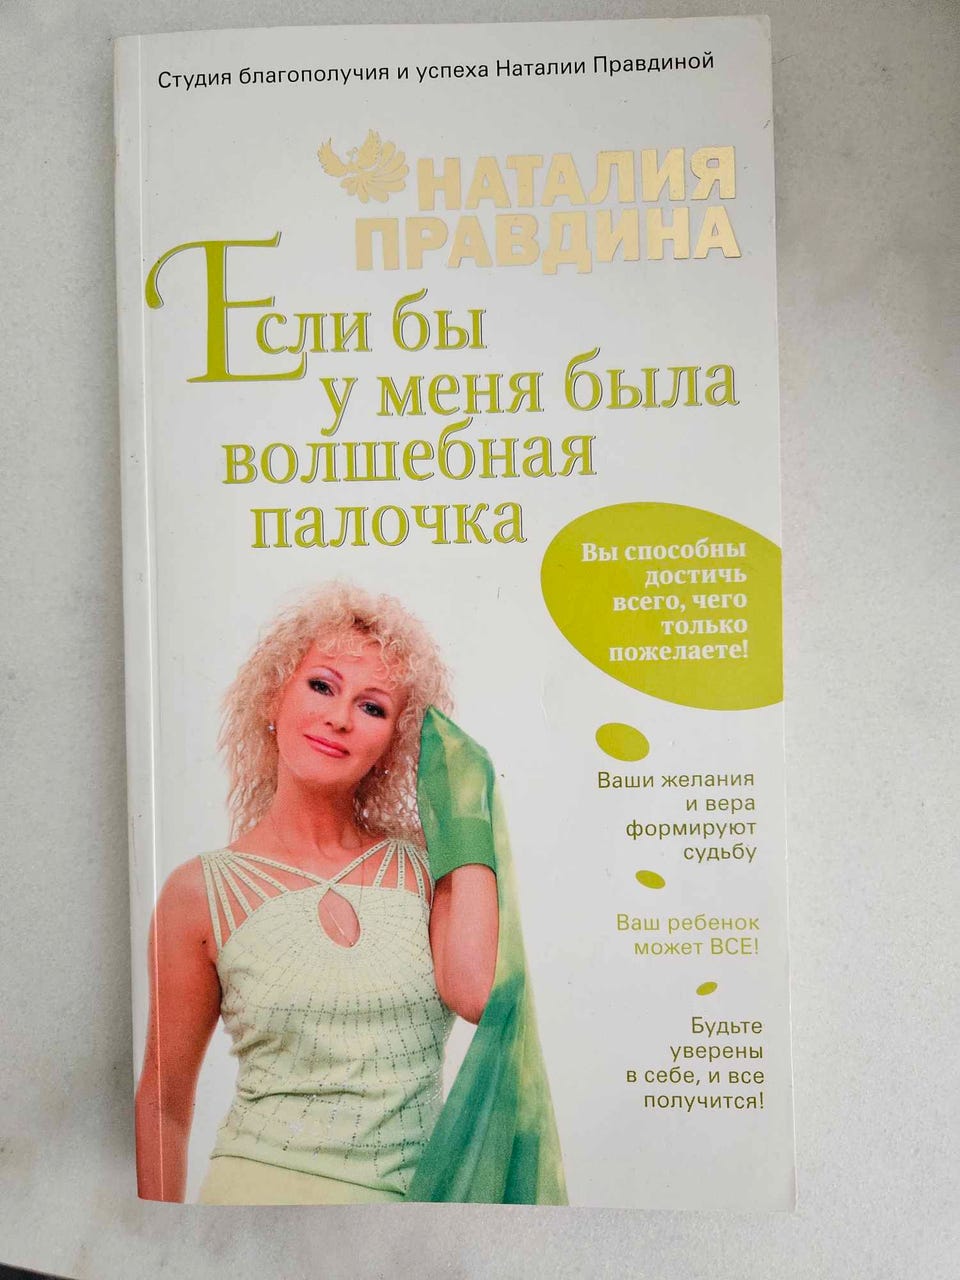 Студия благополучия и успеха Наталии Правдиной
НАТАЛИЯ
ПРАВДИНА
Если бы
у меня была
волшебная
палочка
Вы способны
достичь
всего, чего
только
пожелаете!
Ваши желания
и вера
формируют
судьбу
Ваш ребенок
может ВСЕ!
Будьте
уверены
в себе, и все
получится!